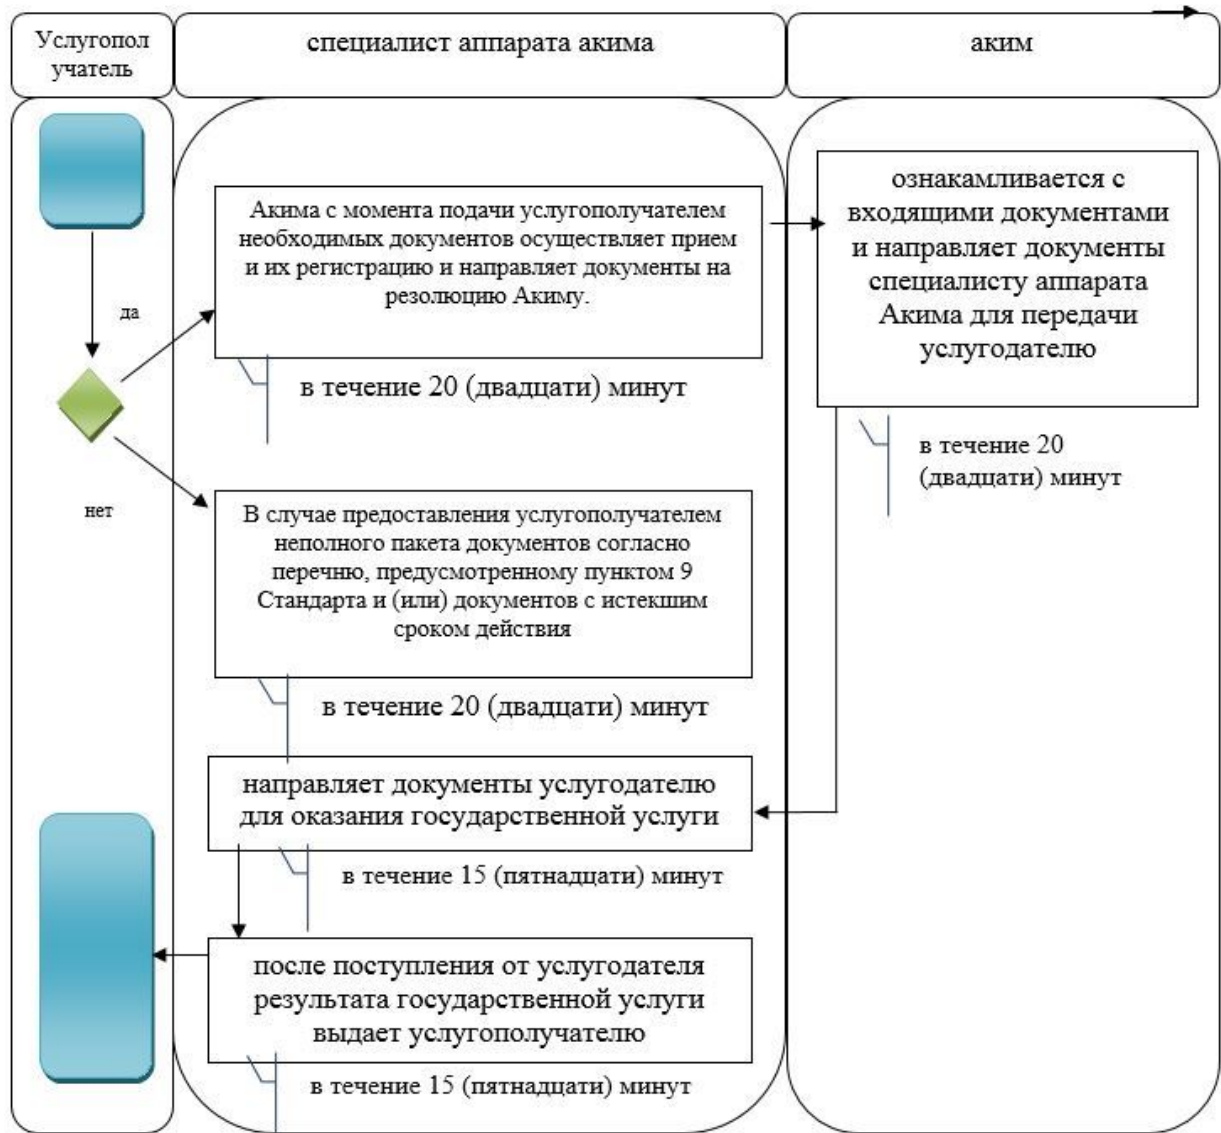 Услугопол
учатель
специалист аппарата акима
аким
Акима с момента подачи услугополучателем
необходимых документов осуществляет прием
и их регистрацию и направляет документы на
резолюцию Акиму.
в течение 20 (двадцати) минут
ознакамливается с
входящими документами
и направляет документы
специалисту аппарата
Акима для передачи
услугодателю
в течение 20
(двадцати) минут
да
нет
В случае предоставления услугополучателем
неполного пакета документов согласно
перечню, предусмотренному пунктом 9
Стандарта и (или) документов с истекшим
сроком действия
в течение 20 (двадцати) минут
направляет документы услугодателю
для оказания государственной услуги
в течение 15 (пятнадцати) минут
после поступления от услугодателя
результата государственной услуги
выдает услугополучателю
в течение 15 (пятнадцати) минут